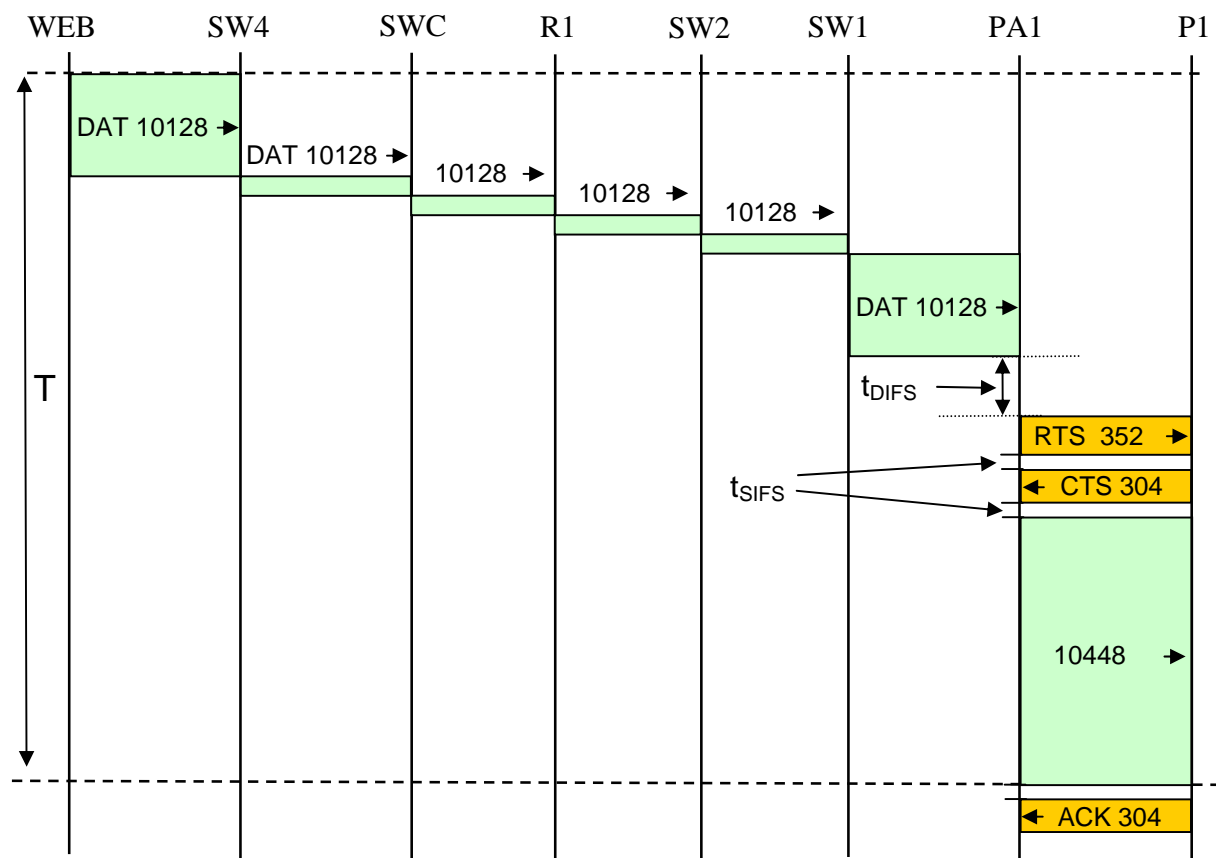 WEB SW4 SWC R1 SW2 SW1 PA1 P1
DAT 10128
DAT 10128
10128
10128
10128
DAT 10128
T
tDIFS
RTS 352
tSIFS
CTS 304
10448
ACK 304